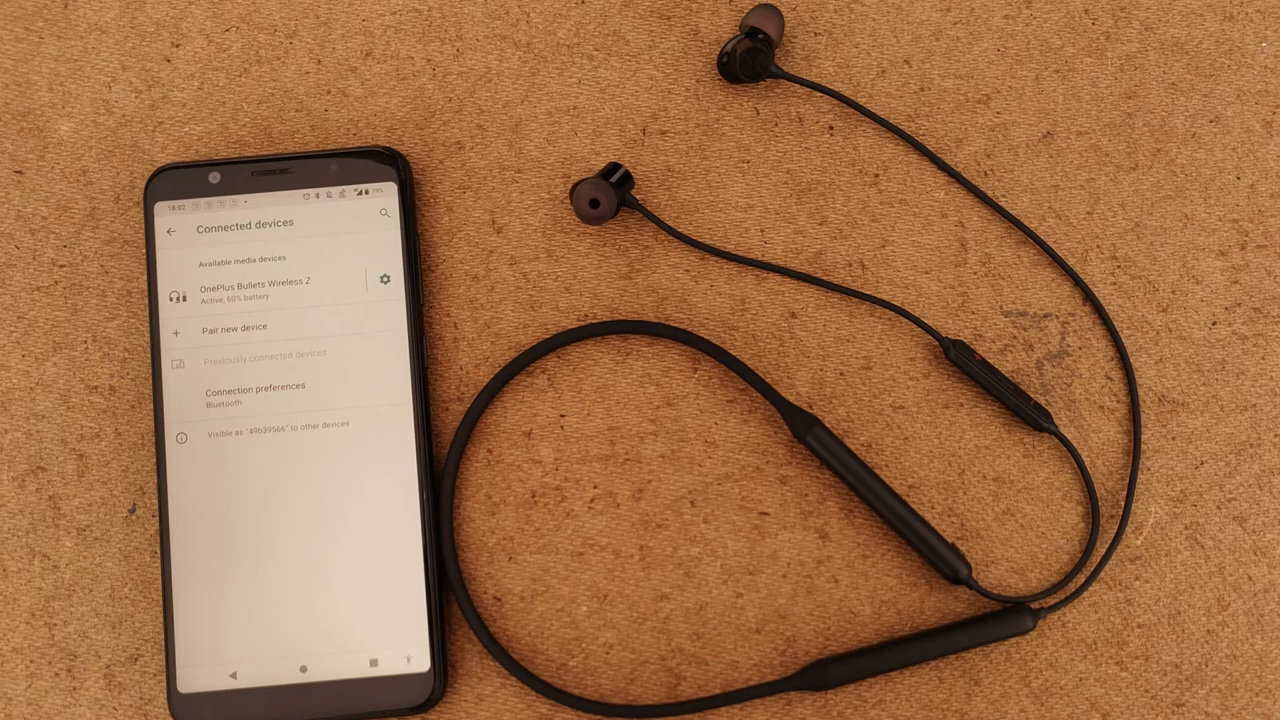 18:02 79%
Connected devices
Available media devices
OnePlus Bullets Wireless Z
Active, 60% battery
Pair new device
Previously connected devices
Connection preferences
Bluetooth
Visible as "49b39566" to other devices